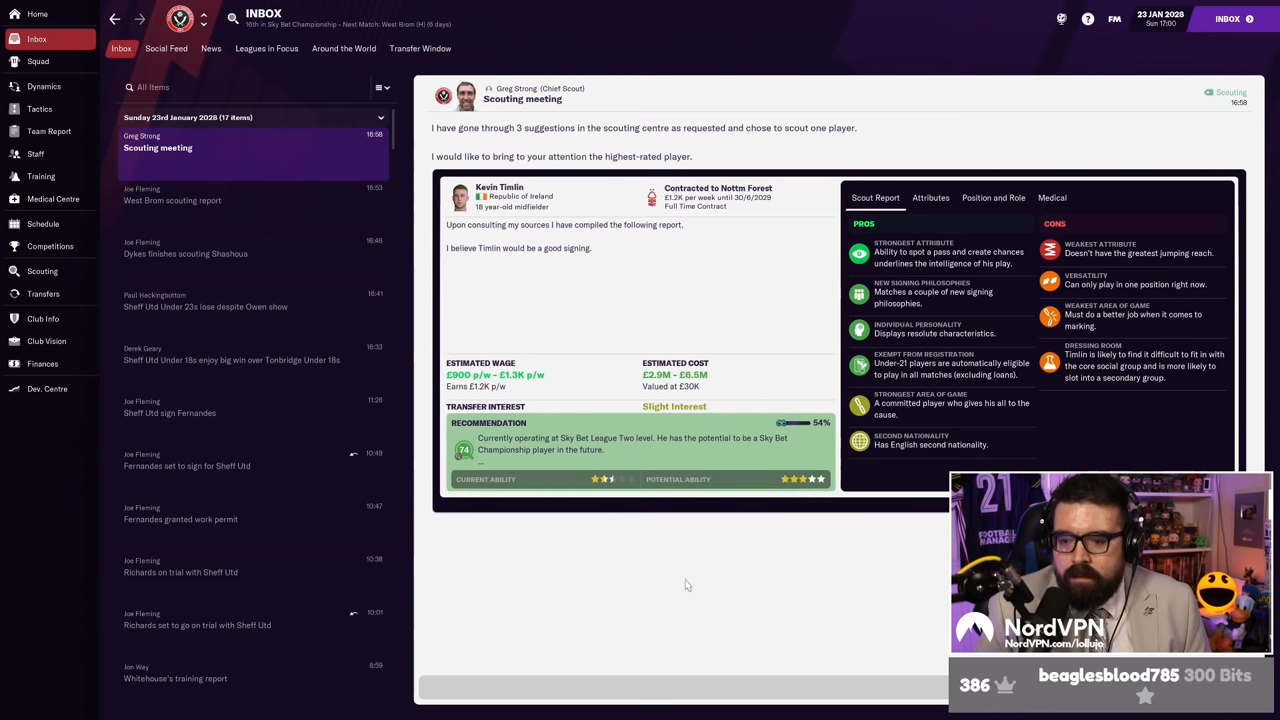 Home
Inbox
Squad
Dynamics
Tactics
Team Report
Staff
Training
Medical Centre
Schedule
Competitions
Scouting
Transfers
Club Info
Club Vision
Finances
Dev. Centre
INBOX
16th in Sky Bet Championship - Next Match: West Brom (H) (6 days)
FM
23 JAN 2028
Sun 17:00
INBOX
Inbox Social Feed News Leagues in Focus Around the World Transfer Window
All Items
Sunday 23rd January 2028 (17 items)
Greg Strong 16:58
Scouting meeting
Joe Fleming 16:53
West Brom scouting report
Joe Fleming 16:46
Dykes finishes scouting Shashoua
Paul Heckingbottom 16:41
Sheff Utd Under 23s lose despite Owen show
Derek Geary 16:33
Sheff Utd Under 18s enjoy big win over Tonbridge Under 18s
Joe Fleming 11:26
Sheff Utd sign Fernandes
Joe Fleming 10:49
Fernandes set to sign for Sheff Utd
Joe Fleming 10:47
Fernandes granted work permit
Joe Fleming 10:38
Richards on trial with Sheff Utd
Joe Fleming 10:01
Richards set to go on trial with Sheff Utd
Jon Way 8:59
Whitehouse's training report
Greg Strong (Chief Scout)
Scouting meeting
Scouting
16:58
I have gone through 3 suggestions in the scouting centre as requested and chose to scout one player.
I would like to bring to your attention the highest-rated player.
Kevin Timlin
Republic of Ireland
18 year-old midfielder
Contracted to Nottm Forest
£1.2K per week until 30/6/2029
Full Time Contract
Upon consulting my sources I have compiled the following report.
I believe Timlin would be a good signing.
ESTIMATED WAGE
£900 p/w - £1.3K p/w
Earns £1.2K p/w
ESTIMATED COST
£2.9M - £6.5M
Valued at £30K
TRANSFER INTEREST Slight Interest
RECOMMENDATION 54%
74
Currently operating at Sky Bet League Two level. He has the potential to be a Sky Bet
Championship player in the future.
...
CURRENT ABILITY POTENTIAL ABILITY
Scout Report Attributes Position and Role Medical
PROS
STRONGEST ATTRIBUTE
Ability to spot a pass and create chances
underlines the intelligence of his play.
NEW SIGNING PHILOSOPHIES
Matches a couple of new signing
philosophies.
INDIVIDUAL PERSONALITY
Displays resolute characteristics.
EXEMPT FROM REGISTRATION
Under-21 players are automatically eligible
to play in all matches (excluding loans).
STRONGEST AREA OF GAME
A committed player who gives his all to the
cause.
SECOND NATIONALITY
Has English second nationality.
CONS
WEAKEST ATTRIBUTE
Doesn't have the greatest jumping reach.
VERSATILITY
Can only play in one position right now.
WEAKEST AREA OF GAME
Must do a better job when it comes to
marking.
DRESSING ROOM
Timlin is likely to find it difficult to fit in with
the core social group and is more likely to
slot into a secondary group.
21
FOOTBALL
NordVPN
NordVPN.com/lollujo
386
beaglesblood785 300 Bits